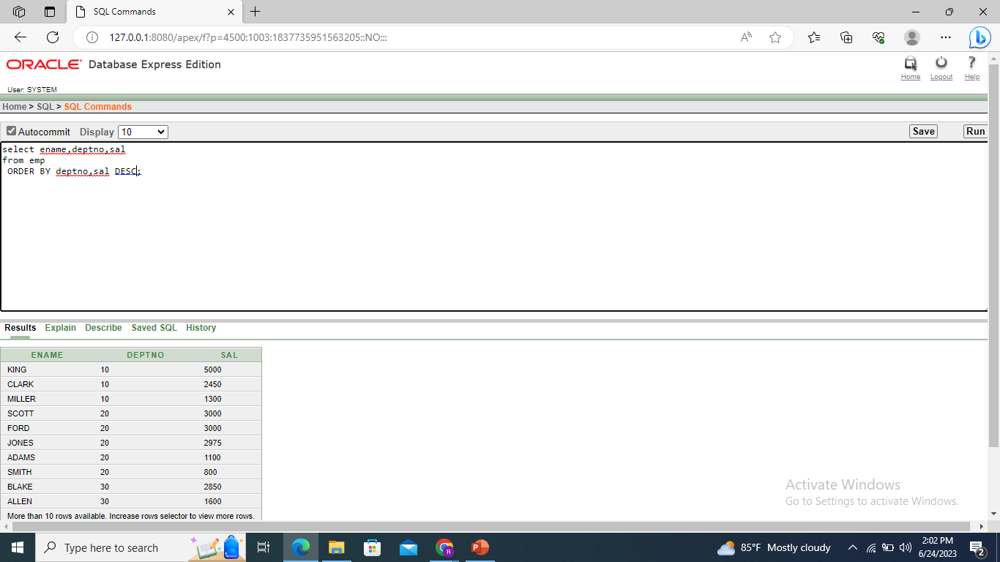 SQL Commands
127.0.0.1:8080/apex/f?p=4500:1003:1837735951563205::NO:::
ORACLE Database Express Edition
Home Logout Help
User: SYSTEM
Home > SQL > SQL Commands
Autocommit Display 10 Save Run
select ename,deptno,sal
from emp
ORDER BY deptno,sal DESC;
Results Explain Describe Saved SQL History
ENAME DEPTNO SAL
KING 10 5000
CLARK 10 2450
MILLER 10 1300
SCOTT 20 3000
FORD 20 3000
JONES 20 2975
ADAMS 20 1100
SMITH 20 800
BLAKE 30 2850
ALLEN 30 1600
More than 10 rows available. Increase rows selector to view more rows.
Activate Windows
Go to Settings to activate Windows.
Type here to search
85°F Mostly cloudy
2:02 PM
6/24/2023
2